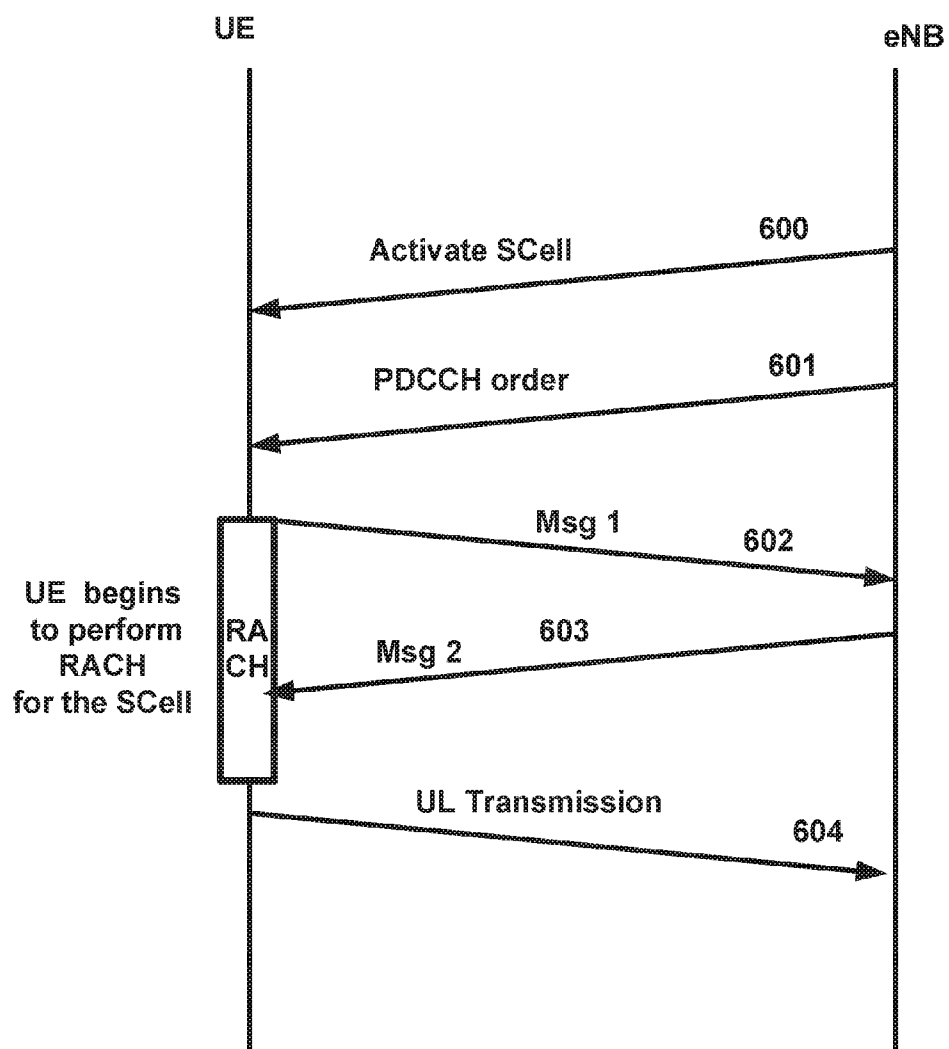 UE
eNB
600
Activate SCell
601
PDCCH order
Msg 1
602
UE begins
to perform
RACH
for the SCell
RA
CH
603
Msg 2
UL Transmission
604